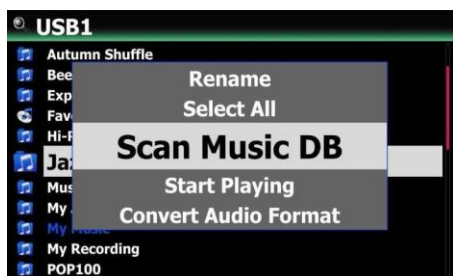 USB1
Autumn Shuffle
Bee
Rename
Exp
Select All
Fav
Hi-F
Scan Music DB
Jaz
Mus
Start Playing
My
Convert Audio Format
My Music
My Recording
POP100